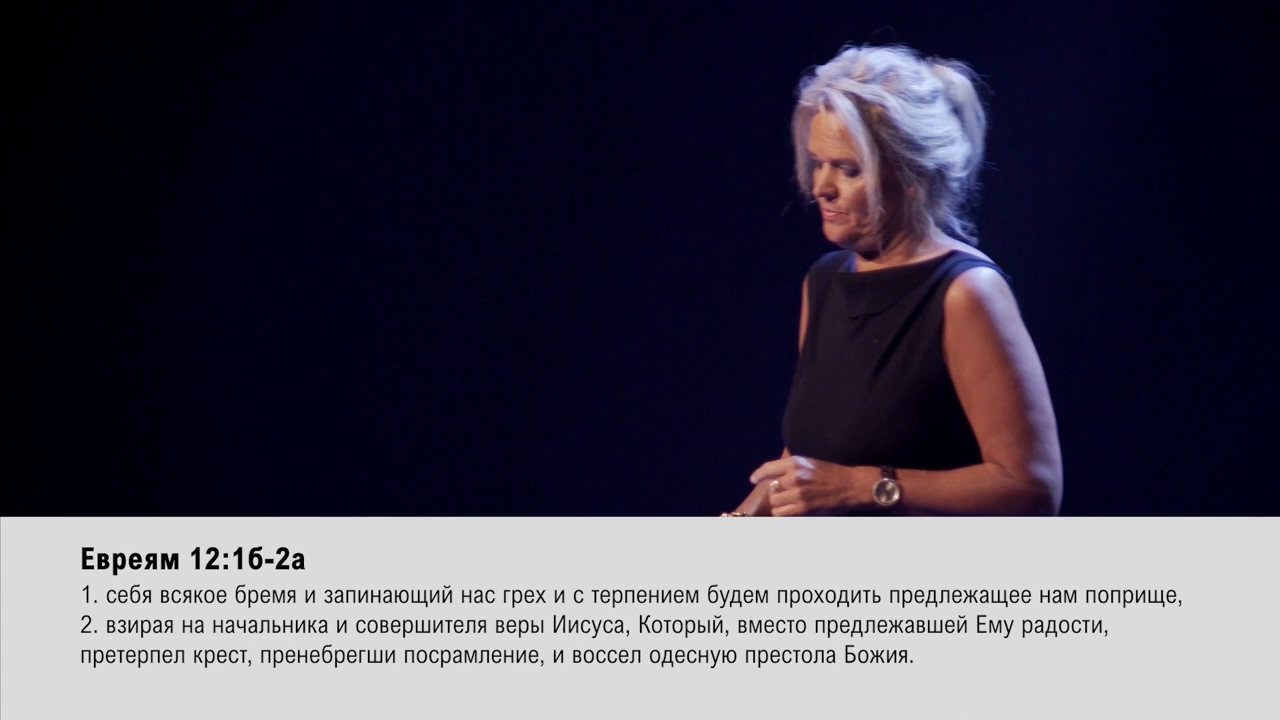 Евреям 12:1б-2а
1. себя всякое бремя и запинающий нас грех и с терпением будем проходить предлежащее нам поприще,
2. взирая на начальника и совершителя веры Иисуса, Который, вместо предлежавшей Ему радости,
претерпел крест, пренебрегши посрамление, и воссел одесную престола Божия.